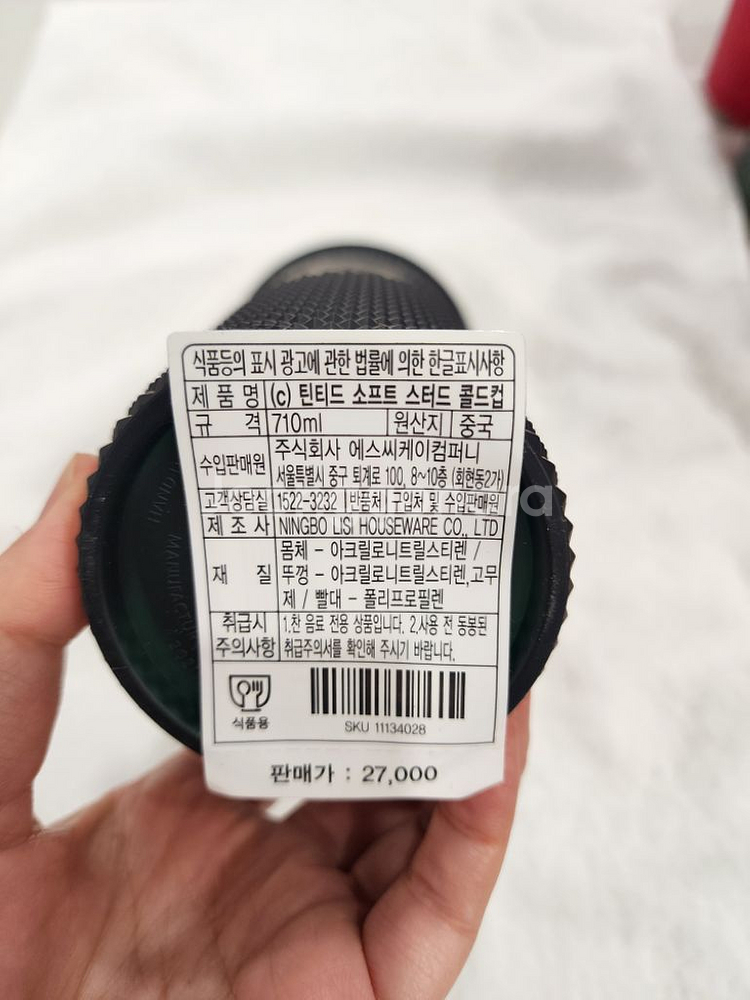 식품등의 표시 광고에 관한 법률에 의한 한글표시사항
제 품 명 (c) 틴티드 소프트 스터드 콜드컵
규 격 710ml 원산지 중국
수입판매원 주식회사 에스씨케이컴퍼니
서울특별시 중구 퇴계로 100, 8~10층 (회현동2가)
고객상담실 1522-3232 반품처 구입처 및 수입판매원
제 조 사 NINGBO LISI HOUSEWARE CO., LTD
재 질 몸체 - 아크릴로니트릴스티렌 /
뚜껑 - 아크릴로니트릴스티렌,고무
제 / 빨대 - 폴리프로필렌
취급시 주의사항 1.찬 음료 전용 상품입니다. 2.사용 전 동봉된
취급주의서를 확인해 주시기 바랍니다.
식품용
SKU 11134028
판매가 : 27,000